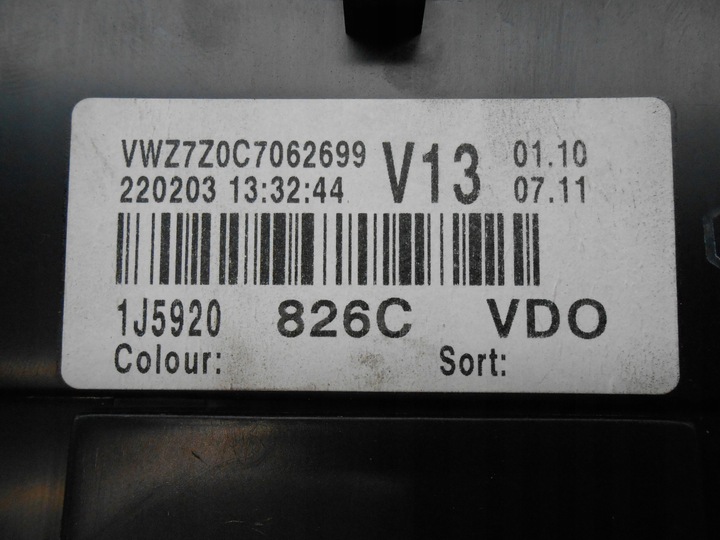 VWZ7Z0C7062699 V13 01.10
220203 13:32:44 07.11
1J5920 826C VDO
Colour: Sort: